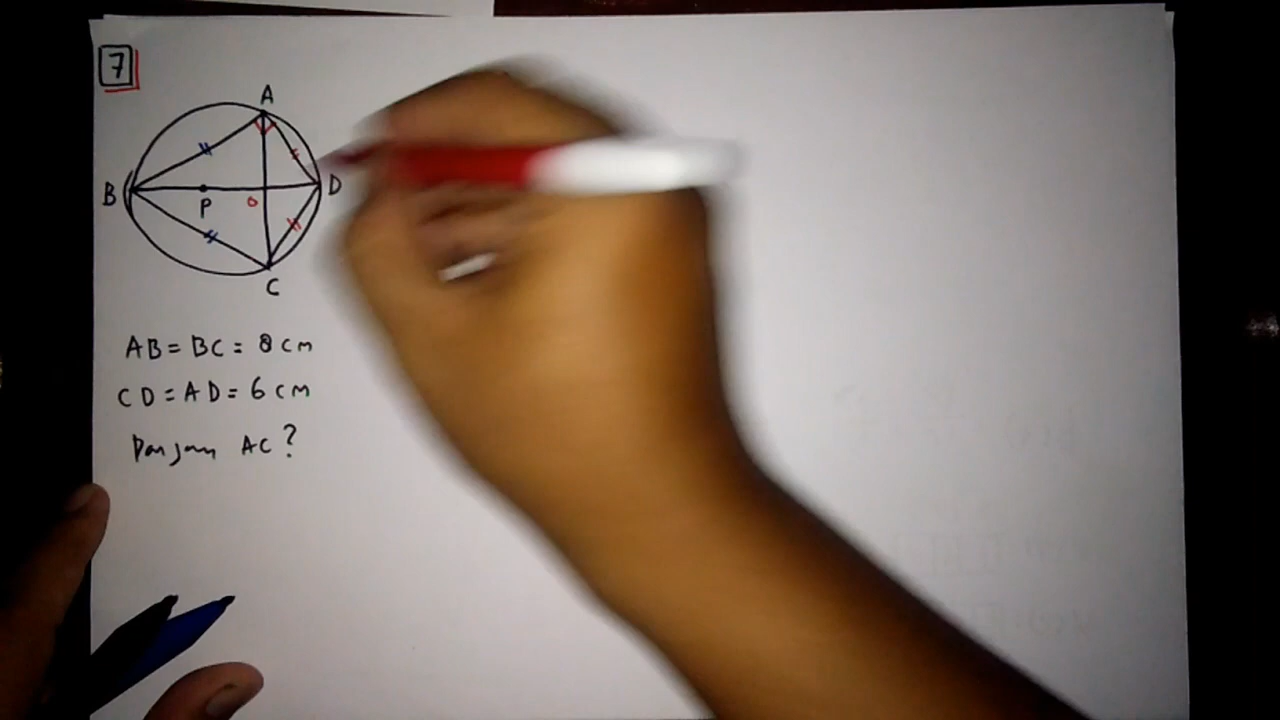 7
A
B
P
O
D
C
AB = BC = 8 cm
CD = AD = 6 cm
Panjang AC ?